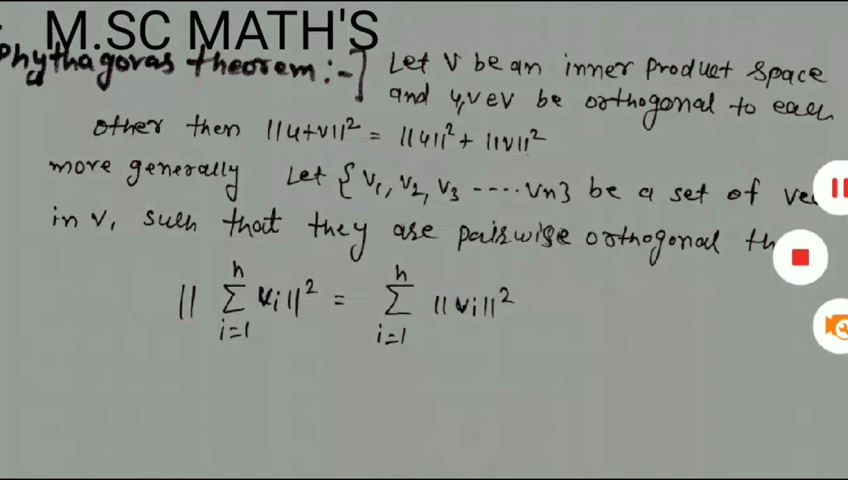 M.SC MATH'S
Phythagoras theorem :-] Let V be an inner product space
and u,v∈V be orthogonal to each
other then ||u+v||² = ||u||² + ||v||²
more generally Let {v₁, v₂, v₃ ----. vn} be a set of
in V, such that they are pairwise orthogonal
|| n∑i=1 vi||² = n∑i=1 ||vi||²